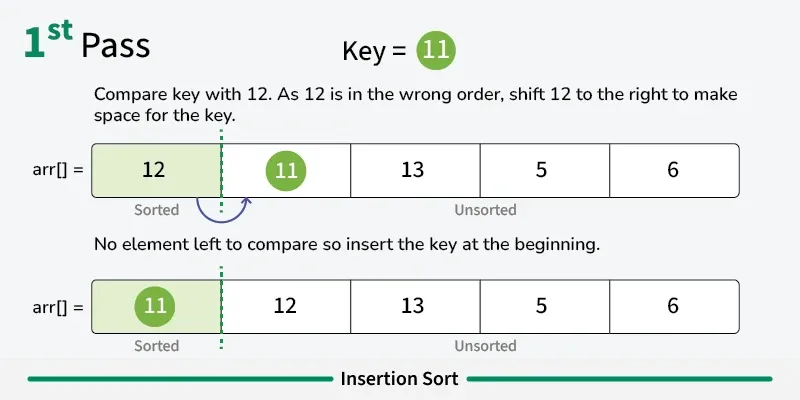 1st Pass
Key = 11
Compare key with 12. As 12 is in the wrong order, shift 12 to the right to make
space for the key.
arr[] = 12 11 13 5 6
Sorted Unsorted
No element left to compare so insert the key at the beginning.
arr[] = 11 12 13 5 6
Sorted Unsorted
Insertion Sort